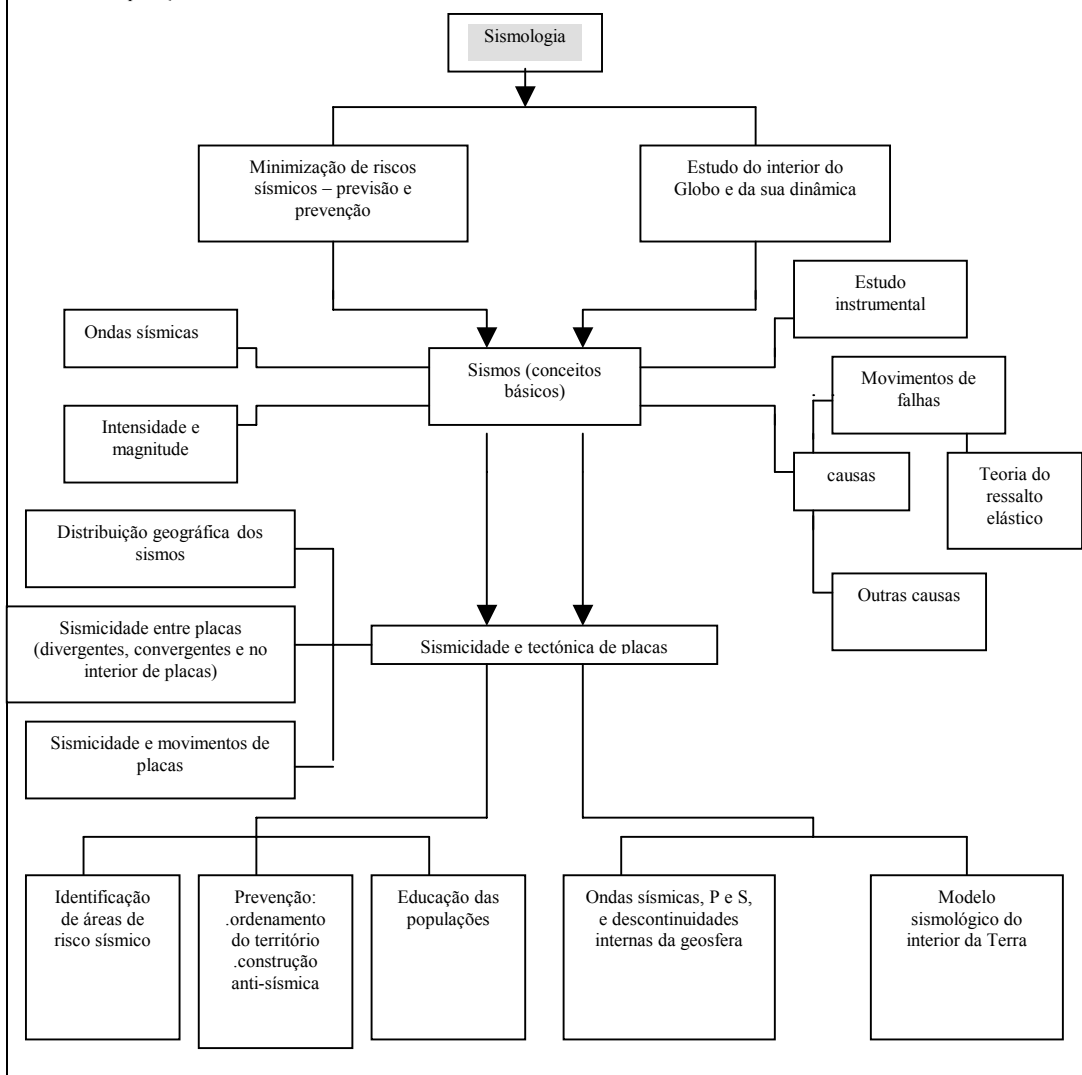 Sismologia
Minimização de riscos
sísmicos – previsão e
prevenção
Estudo do interior do
Globo e da sua dinâmica
Estudo
instrumental
Ondas sísmicas
Sismos (conceitos
básicos)
Movimentos de
falhas
Intensidade e
magnitude
causas
Teoria do
ressalto
elástico
Distribuição geográfica dos
sismos
Outras causas
Sismicidade entre placas
(divergentes, convergentes e no
interior de placas)
Sismicidade e tectónica de placas
Sismicidade e movimentos de
placas
Identificação
de áreas de
risco sísmico
Prevenção:
.ordenamento
do território
.construção
anti-sísmica
Educação das
populações
Ondas sísmicas, P e S,
e descontinuidades
internas da geosfera
Modelo
sismológico do
interior da Terra